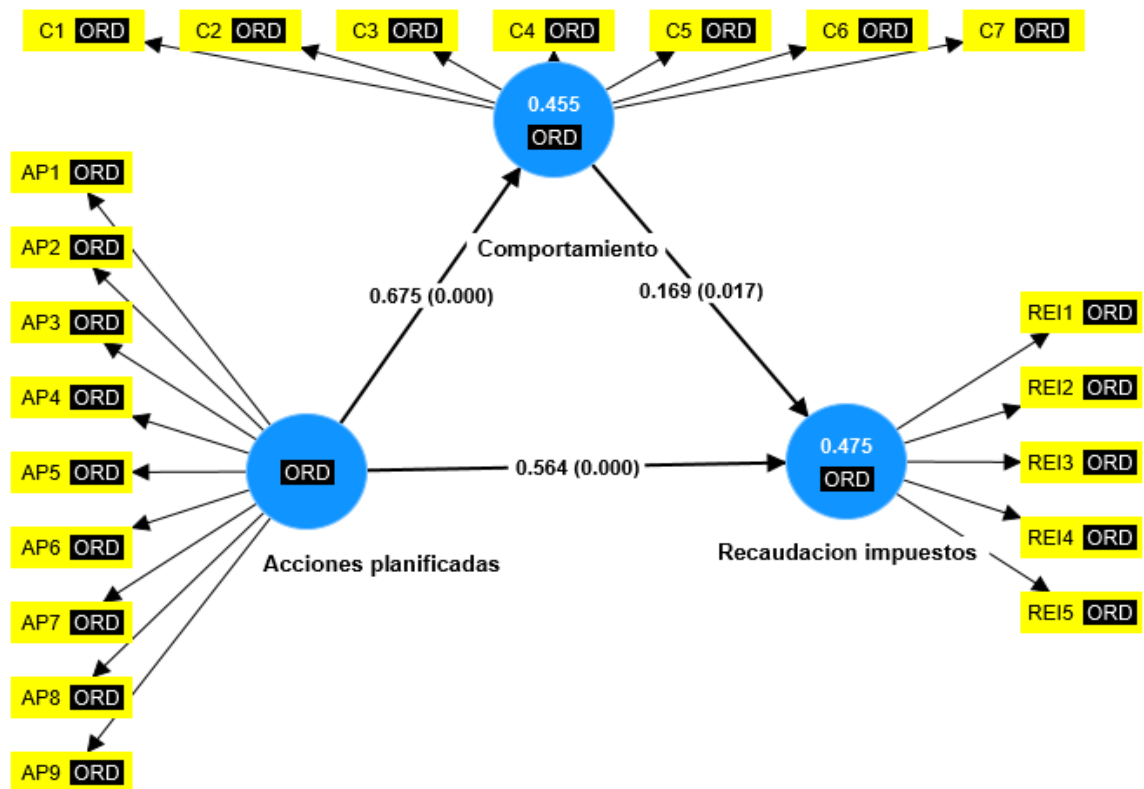 C1 ORD
C2 ORD
C3 ORD
C4 ORD
C5 ORD
C6 ORD
C7 ORD
0.455
ORD
Comportamiento
AP1 ORD
AP2 ORD
AP3 ORD
AP4 ORD
AP5 ORD
AP6 ORD
AP7 ORD
AP8 ORD
AP9 ORD
0.675 (0.000)
0.169 (0.017)
ORD
Acciones planificadas
0.564 (0.000)
0.475
ORD
Recaudacion impuestos
REI1 ORD
REI2 ORD
REI3 ORD
REI4 ORD
REI5 ORD